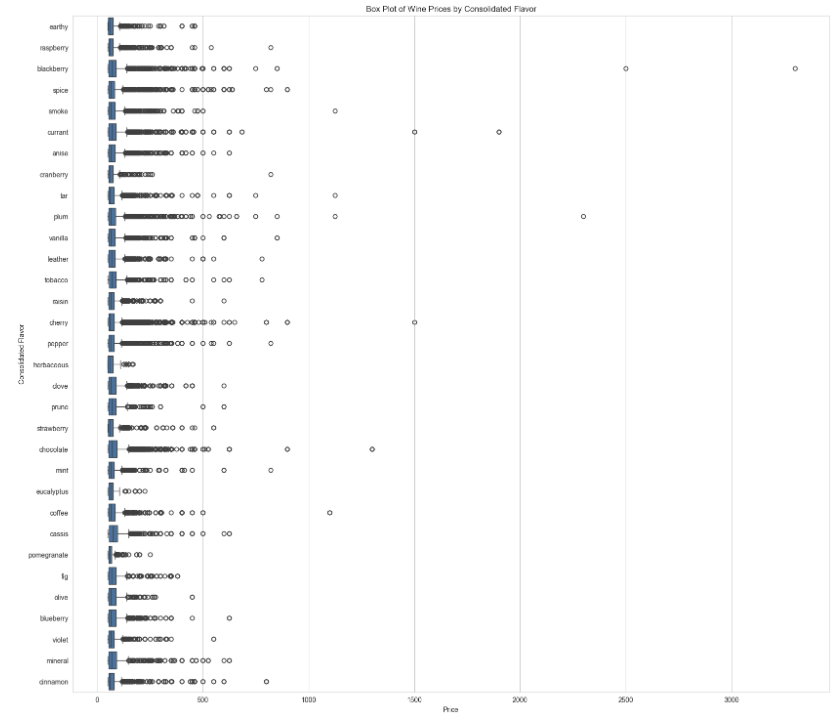 Box Plot of Wine Prices by Consolidated Flavor
Consolidated Flavor
earthy
raspberry
blackberry
spice
smoke
currant
anise
cranberry
tar
plum
vanilla
leather
tobacco
raisin
cherry
pepper
herbaceous
clove
prune
strawberry
chocolate
mint
eucalyptus
coffee
cassis
pomegranate
fig
olive
blueberry
violet
mineral
cinnamon
0 500 1000 1500 2000 2500 3000
Price